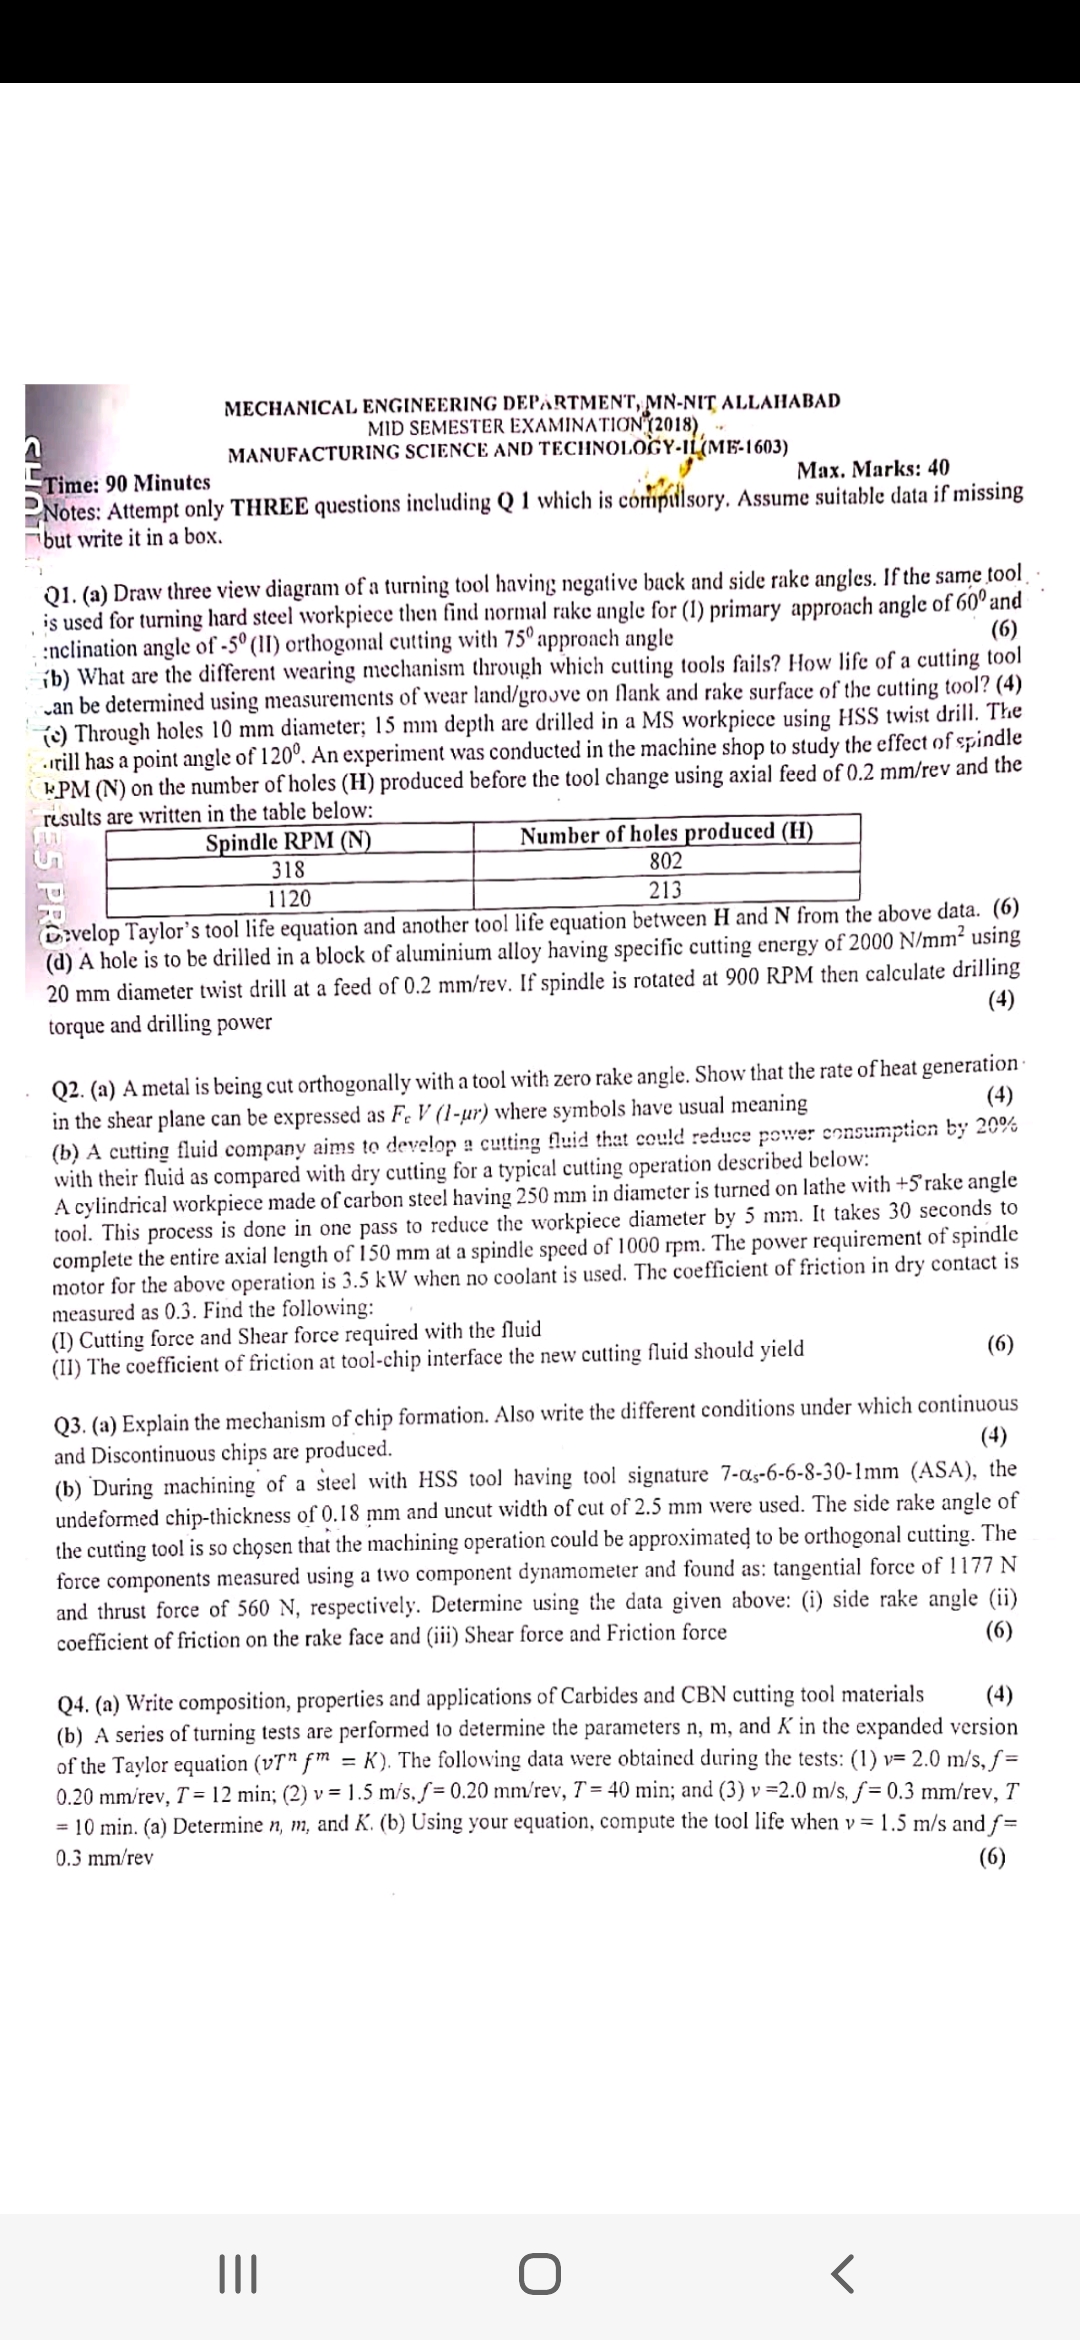 MECHANICAL ENGINEERING DEPARTMENT, MN-NIT ALLAHABAD
MID SEMESTER EXAMINATION (2018)
MANUFACTURING SCIENCE AND TECHNOLOGY-II (ME-1603)
Time: 90 Minutes Max. Marks: 40
Notes: Attempt only THREE questions including Q 1 which is compulsory. Assume suitable data if missing
but write it in a box.
Q1. (a) Draw three view diagram of a turning tool having negative back and side rake angles. If the same tool
is used for turning hard steel workpiece then find normal rake angle for (I) primary approach angle of 60⁰ and
inclination angle of -5⁰ (II) orthogonal cutting with 75⁰ approach angle (6)
(b) What are the different wearing mechanism through which cutting tools fails? How life of a cutting tool
can be determined using measurements of wear land/groove on flank and rake surface of the cutting tool? (4)
(c) Through holes 10 mm diameter; 15 mm depth are drilled in a MS workpiece using HSS twist drill. The
drill has a point angle of 120⁰. An experiment was conducted in the machine shop to study the effect of spindle
RPM (N) on the number of holes (H) produced before the tool change using axial feed of 0.2 mm/rev and the
results are written in the table below:
Spindle RPM (N) Number of holes produced (H)
318 802
1120 213
Develop Taylor's tool life equation and another tool life equation between H and N from the above data. (6)
(d) A hole is to be drilled in a block of aluminium alloy having specific cutting energy of 2000 N/mm² using
20 mm diameter twist drill at a feed of 0.2 mm/rev. If spindle is rotated at 900 RPM then calculate drilling
torque and drilling power (4)
Q2. (a) A metal is being cut orthogonally with a tool with zero rake angle. Show that the rate of heat generation
in the shear plane can be expressed as Fc V (1-μr) where symbols have usual meaning (4)
(b) A cutting fluid company aims to develop a cutting fluid that could reduce power consumption by 20%
with their fluid as compared with dry cutting for a typical cutting operation described below:
A cylindrical workpiece made of carbon steel having 250 mm in diameter is turned on lathe with +5° rake angle
tool. This process is done in one pass to reduce the workpiece diameter by 5 mm. It takes 30 seconds to
complete the entire axial length of 150 mm at a spindle speed of 1000 rpm. The power requirement of spindle
motor for the above operation is 3.5 kW when no coolant is used. The coefficient of friction in dry contact is
measured as 0.3. Find the following:
(I) Cutting force and Shear force required with the fluid
(II) The coefficient of friction at tool-chip interface the new cutting fluid should yield (6)
Q3. (a) Explain the mechanism of chip formation. Also write the different conditions under which continuous
and Discontinuous chips are produced. (4)
(b) During machining of a steel with HSS tool having tool signature 7-αs-6-6-8-30-1mm (ASA), the
undeformed chip-thickness of 0.18 mm and uncut width of cut of 2.5 mm were used. The side rake angle of
the cutting tool is so chosen that the machining operation could be approximated to be orthogonal cutting. The
force components measured using a two component dynamometer and found as: tangential force of 1177 N
and thrust force of 560 N, respectively. Determine using the data given above: (i) side rake angle (ii)
coefficient of friction on the rake face and (iii) Shear force and Friction force (6)
Q4. (a) Write composition, properties and applications of Carbides and CBN cutting tool materials (4)
(b) A series of turning tests are performed to determine the parameters n, m, and K in the expanded version
of the Taylor equation (vTⁿ fᵐ = K). The following data were obtained during the tests: (1) v= 2.0 m/s, f =
0.20 mm/rev, T = 12 min; (2) v = 1.5 m/s, f = 0.20 mm/rev, T = 40 min; and (3) v =2.0 m/s, f = 0.3 mm/rev, T
= 10 min. (a) Determine n, m, and K. (b) Using your equation, compute the tool life when v = 1.5 m/s and f =
0.3 mm/rev (6)